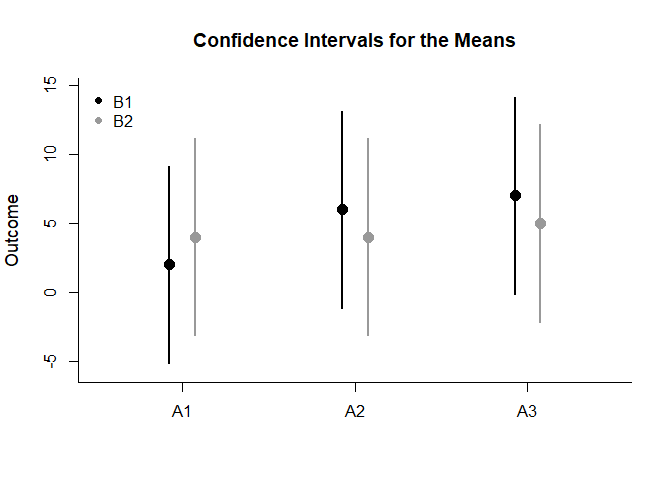 Confidence Intervals for the Means
15
10
5
0
-5
Outcome
B1
B2
A1 A2 A3